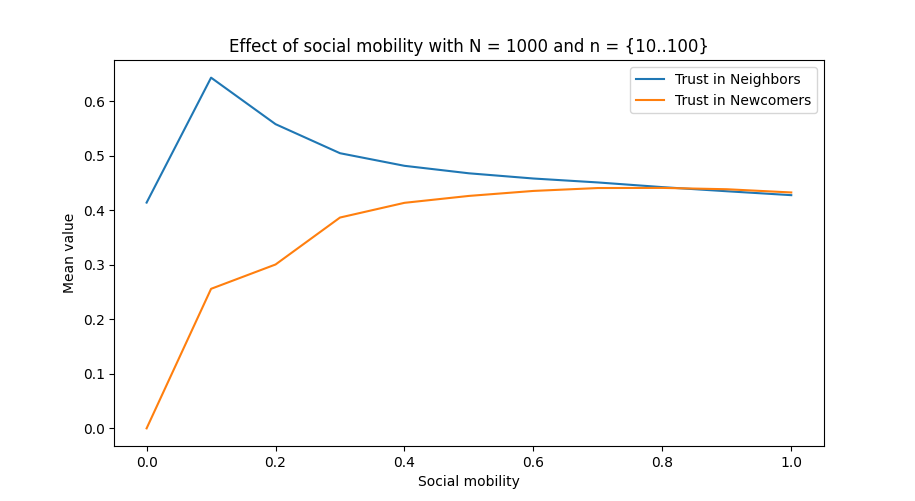 Effect of social mobility with N = 1000 and n = {10..100}
Trust in Neighbors
Trust in Newcomers
Mean value
0.6
0.5
0.4
0.3
0.2
0.1
0.0
0.0 0.2 0.4 0.6 0.8 1.0
Social mobility